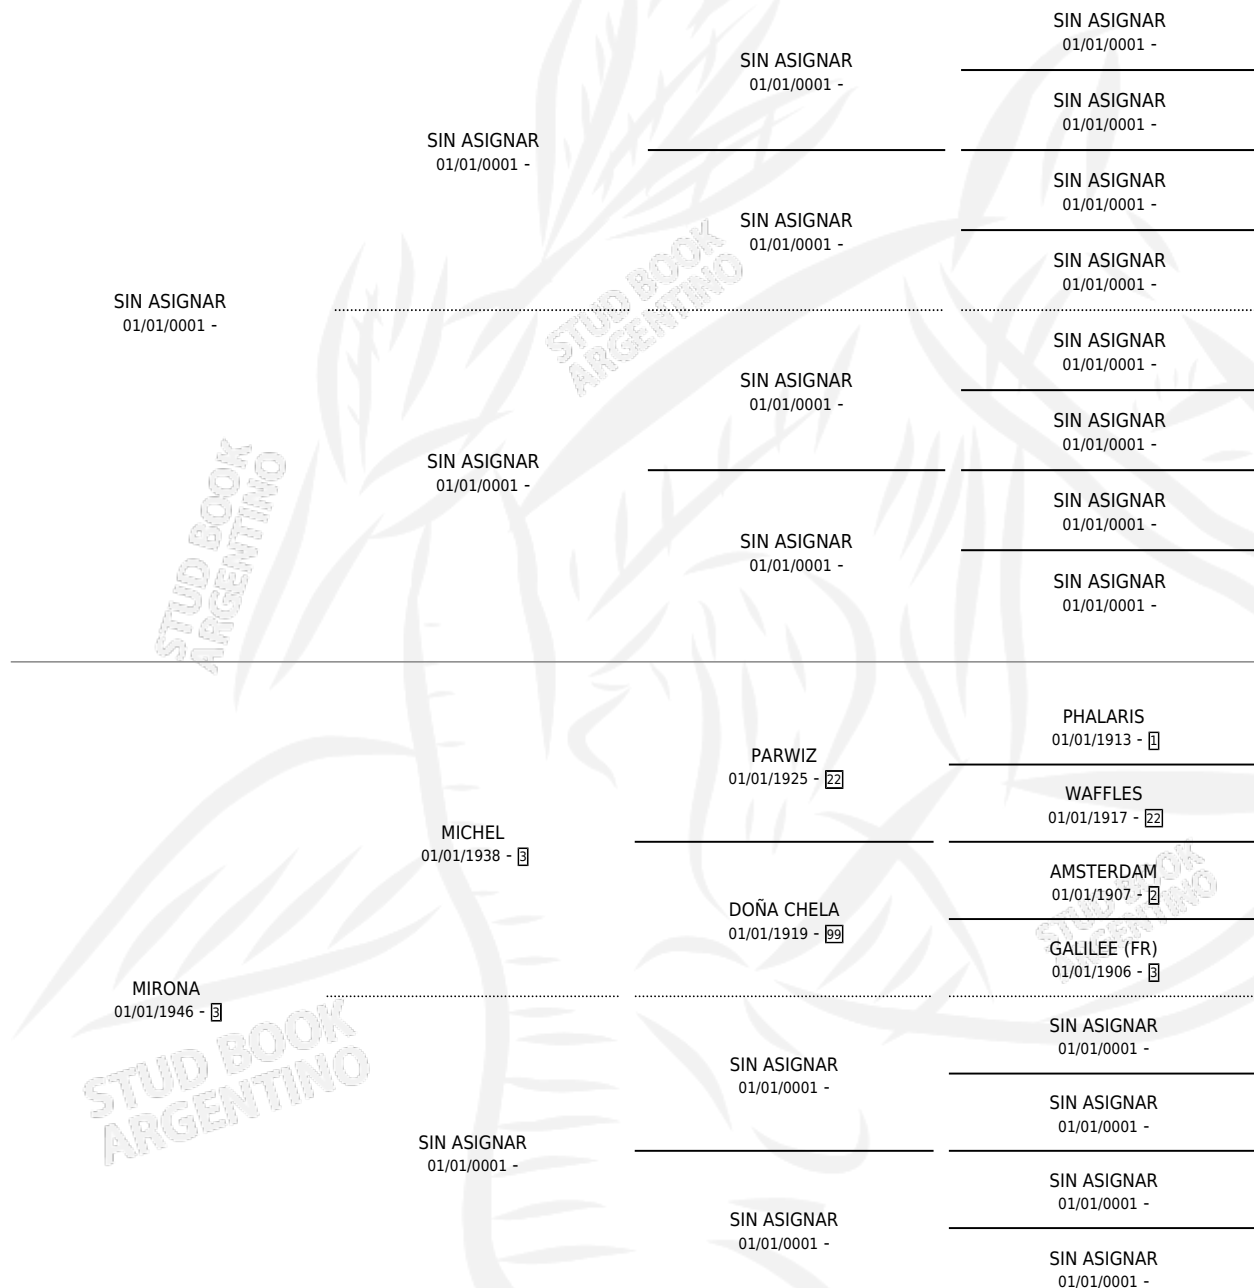 SIN ASIGNAR
01/01/0001 -
SIN ASIGNAR
01/01/0001 -
SIN ASIGNAR
01/01/0001 -
SIN ASIGNAR
01/01/0001 -
SIN ASIGNAR
01/01/0001 -
SIN ASIGNAR
01/01/0001 -
SIN ASIGNAR
01/01/0001 -
STUD BOOK
ARGENTINO
SIN ASIGNAR
01/01/0001 -
SIN ASIGNAR
01/01/0001 -
SIN ASIGNAR
01/01/0001 -
SIN ASIGNAR
01/01/0001 -
SIN ASIGNAR
01/01/0001 -
SIN ASIGNAR
01/01/0001 -
STUD BOOK
ARGENTINO
SIN ASIGNAR
01/01/0001 -
SIN ASIGNAR
01/01/0001 -
SIN ASIGNAR
01/01/0001 -
PHALARIS
01/01/1913 - 1
PARWIZ
01/01/1925 - 22
WAFFLES
01/01/1917 - 22
MICHEL
01/01/1938 - 3
AMSTERDAM
01/01/1907 - 2
STUD BOOK
ARGENTINO
DOÑA CHELA
01/01/1919 - 99
GALILEE (FR)
01/01/1906 - 3
MIRONA
01/01/1946 - 3
STUD BOOK
ARGENTINO
SIN ASIGNAR
01/01/0001 -
SIN ASIGNAR
01/01/0001 -
SIN ASIGNAR
01/01/0001 -
SIN ASIGNAR
01/01/0001 -
SIN ASIGNAR
01/01/0001 -
SIN ASIGNAR
01/01/0001 -
SIN ASIGNAR
01/01/0001 -